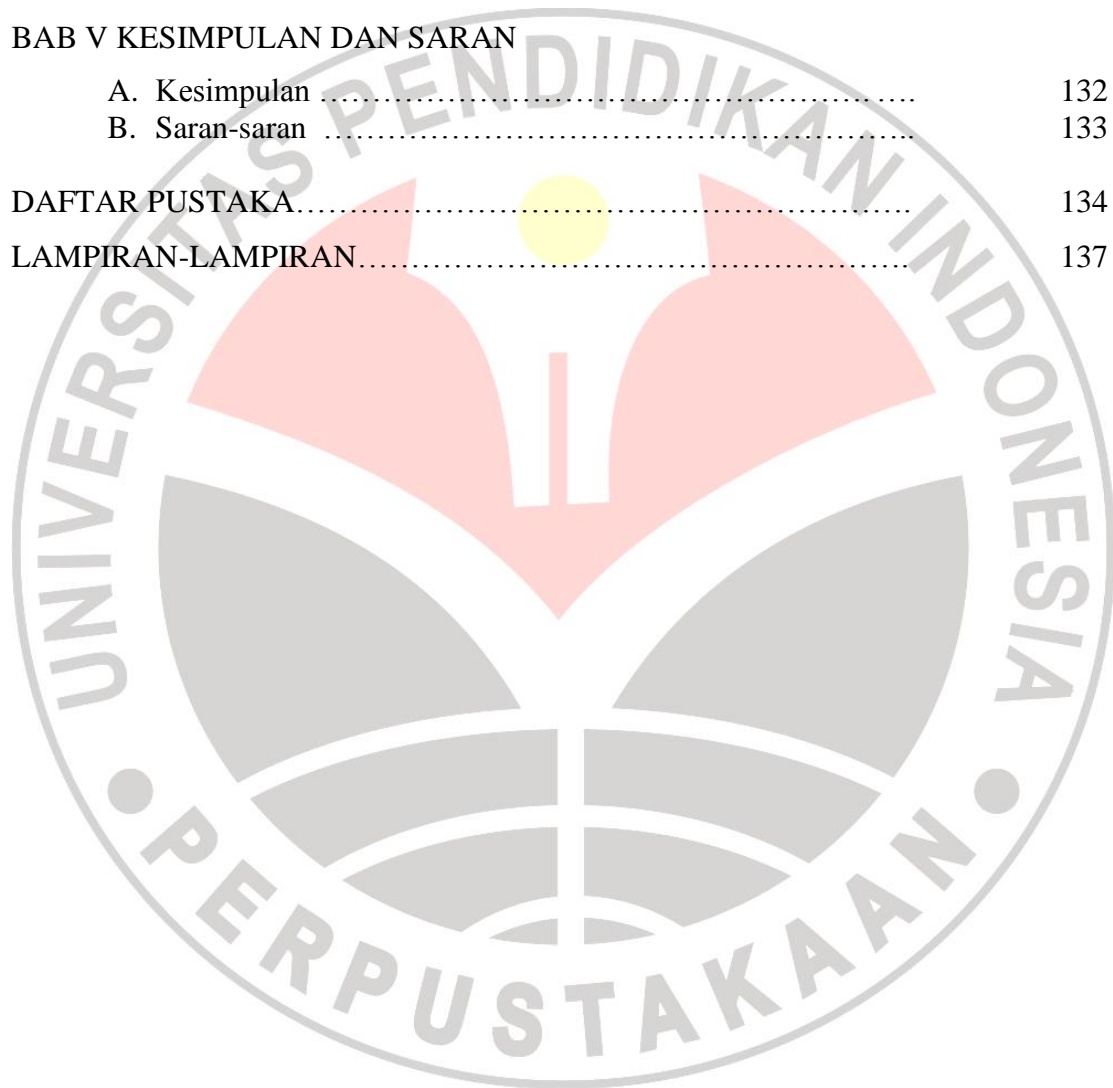 BAB V KESIMPULAN DAN SARAN
A. Kesimpulan ………………………………………………. 132
B. Saran-saran ……………………………………………….. 133
DAFTAR PUSTAKA…………………………………………………. 134
LAMPIRAN-LAMPIRAN……………………………………………. 137
UNIVERSITAS PENDIDIKAN INDONESIA
PERPUSTAKAAN